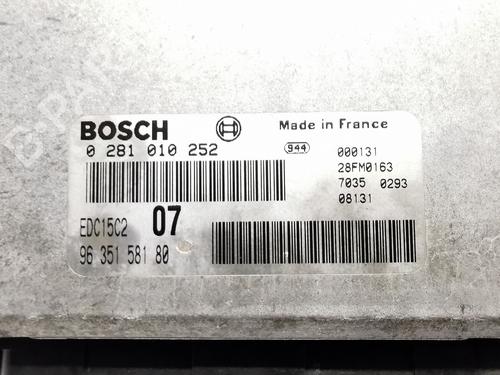 BOSCH
Made in France
0 281 010 252
944
000131
28FM0163
7035 0293
08131
EDC15C2 07
96 351 581 80